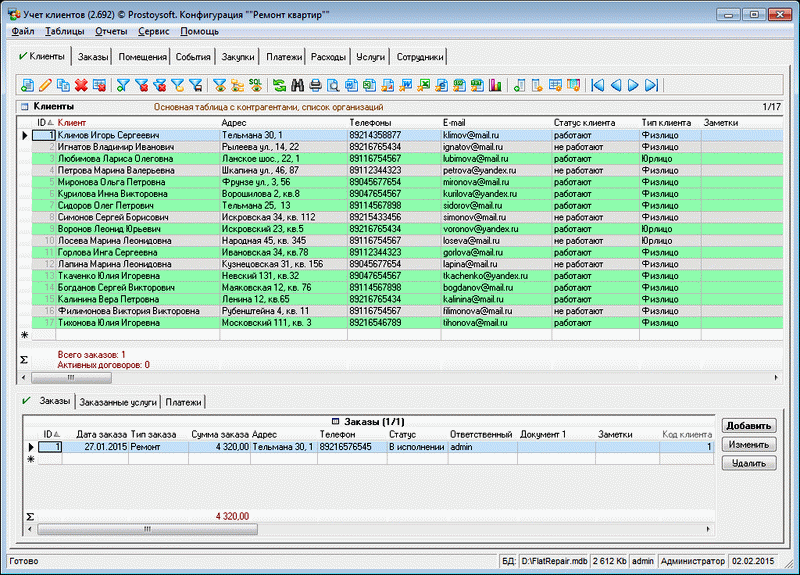 Учет клиентов (2.692) © Prostoysoft. Конфигурация ""Ремонт квартир""
Файл Таблицы Отчеты Сервис Помощь
Клиенты Заказы Помещения События Закупки Платежи Расходы Услуги Сотрудники
SQL
Клиенты Основная таблица с контрагентами, список организаций 1/17
ID Клиент Адрес Телефоны E-mail Статус клиента Тип клиента Заметки
1 Климов Игорь Сергеевич Тельмана 30, 1 89214358877 klimov@mail.ru работают Физлицо
2 Игнатов Владимир Иванович Рылеева ул., 14, 22 89216765434 ignatov@mail.ru не работают Физлицо
3 Любимова Лариса Олеговна Ланское шос., 22, 1 89116754567 lubimova@mail.ru работают Юрлицо
4 Петрова Марина Валерьевна Шкапина ул., 46, 87 89112344323 petrova@yandex.ru не работают Физлицо
5 Миронова Ольга Петровна Фрунзе ул., 3, 56 89045677654 mironova@mail.ru работают Физлицо
6 Курилова Инна Викторовна Ворошилова 2, кв.8 89047654567 kurilova@yandex.ru работают Физлицо
7 Сидоров Олег Петрович Тельмана 25, 13 89114567898 sidorov@mail.ru работают Физлицо
8 Симонов Сергей Борисович Искровская 34, кв. 112 89215433456 simonov@mail.ru не работают Физлицо
9 Воронов Леонид Юрьевич Искровский 23, кв.5 89216765434 voronov@yandex.ru работают Юрлицо
10 Лосева Марина Леонидовна Народная 45, кв. 345 89116754567 loseva@mail.ru не работают Юрлицо
11 Горлова Инга Сергеевна Ивановская 34, кв.78 89112344323 gorlova@mail.ru работают Физлицо
12 Лапина Марина Леонидовна Кузнецовская 31, кв. 156 89045677654 lapina@mail.ru не работают Физлицо
13 Ткаченко Юлия Игоревна Невский 131, кв.32 89047654567 tkachenko@yandex.ru работают Физлицо
14 Богданов Сергей Викторович Маяковская 12, кв. 76 89114567898 bogdanov@mail.ru работают Физлицо
15 Калинина Вера Петровна Ленина 12, кв.65 89216765434 kalinina@mail.ru работают Физлицо
16 Филимонова Виктория Викторовна Рубенштейна 4, кв. 11 89116754567 filimonova@mail.ru не работают Физлицо
17 Тихонова Юлия Игоревна Московский 111, кв. 3 89216546789 tihonova@mail.ru работают Физлицо
Σ Всего заказов: 1
Активных договоров: 0
Заказы Заказанные услуги Платежи
Заказы (1/1)
ID Дата заказа Тип заказа Сумма заказа Адрес Телефон Статус Ответственный Документ 1 Заметки Код клиента
1 27.01.2015 Ремонт 4 320,00 Тельмана 30, 1 89216576545 В исполнении admin 1
Σ 4 320,00
Добавить
Изменить
Удалить
Готово БД: D:\FlatRepair.mdb 2 612 Kb admin Администратор 02.02.2015